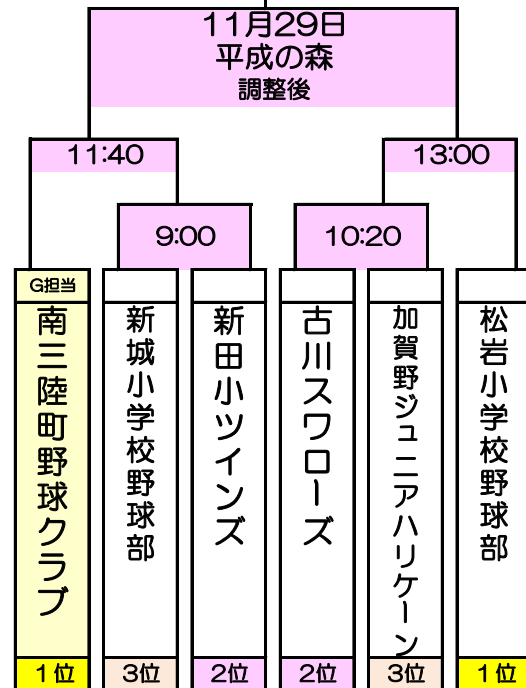 11月29日
平成の森
調整後
11:40
13:00
9:00
10:20
G担当
南三陸町野球クラブ
新城小学校野球部
新田小ツインズ
古川スワローズ
加賀野ジュニアハリケーン
松岩小学校野球部
1位
3位
2位
2位
3位
1位